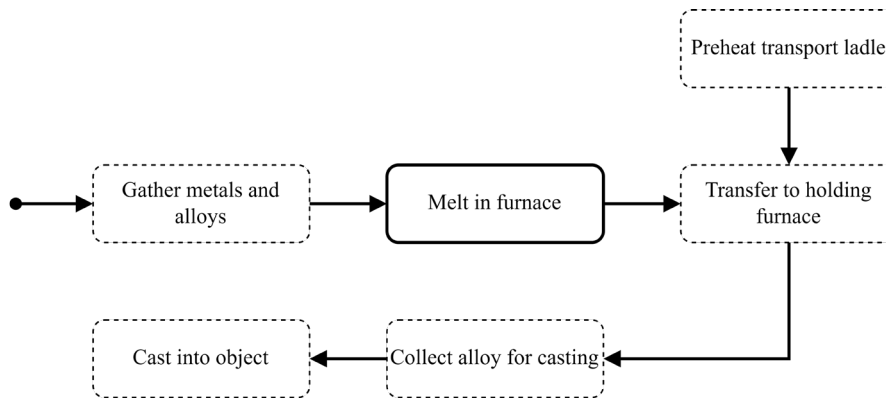 Preheat transport ladle
Gather metals and
alloys
Melt in furnace
Transfer to holding
furnace
Cast into object
Collect alloy for casting